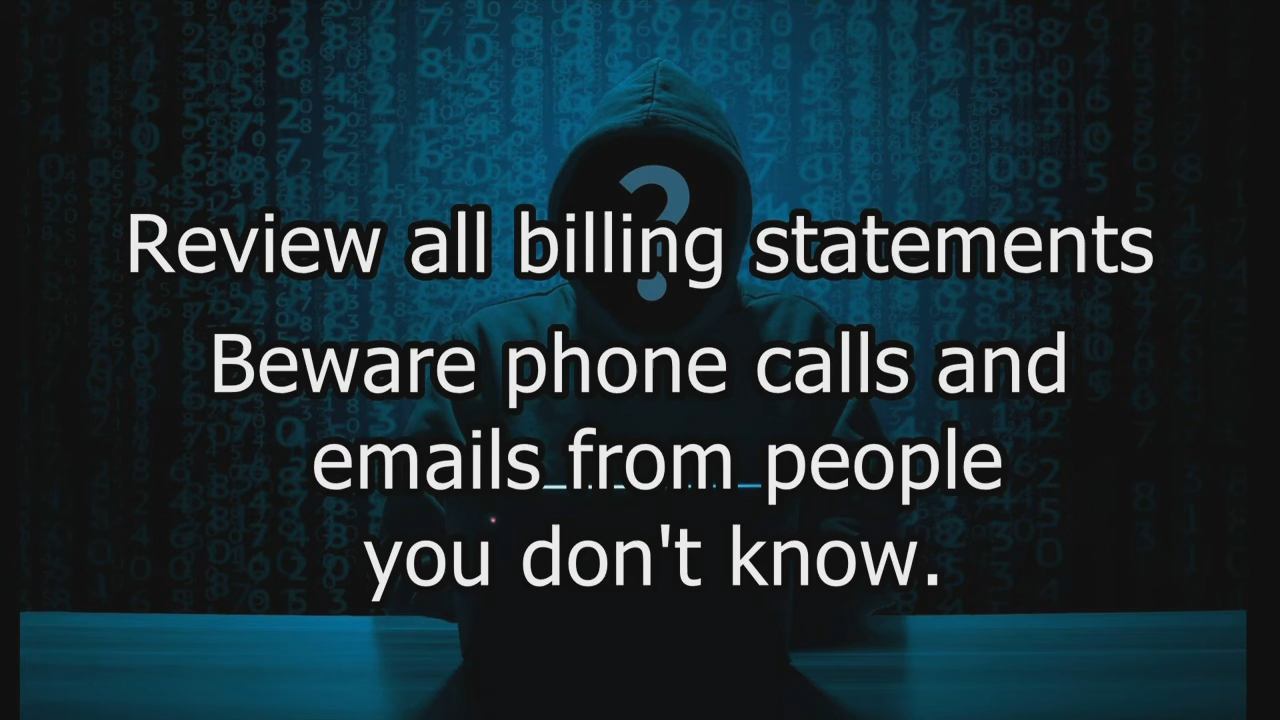 ?
Review all billing statements
Beware phone calls and
emails from people
you don't know.